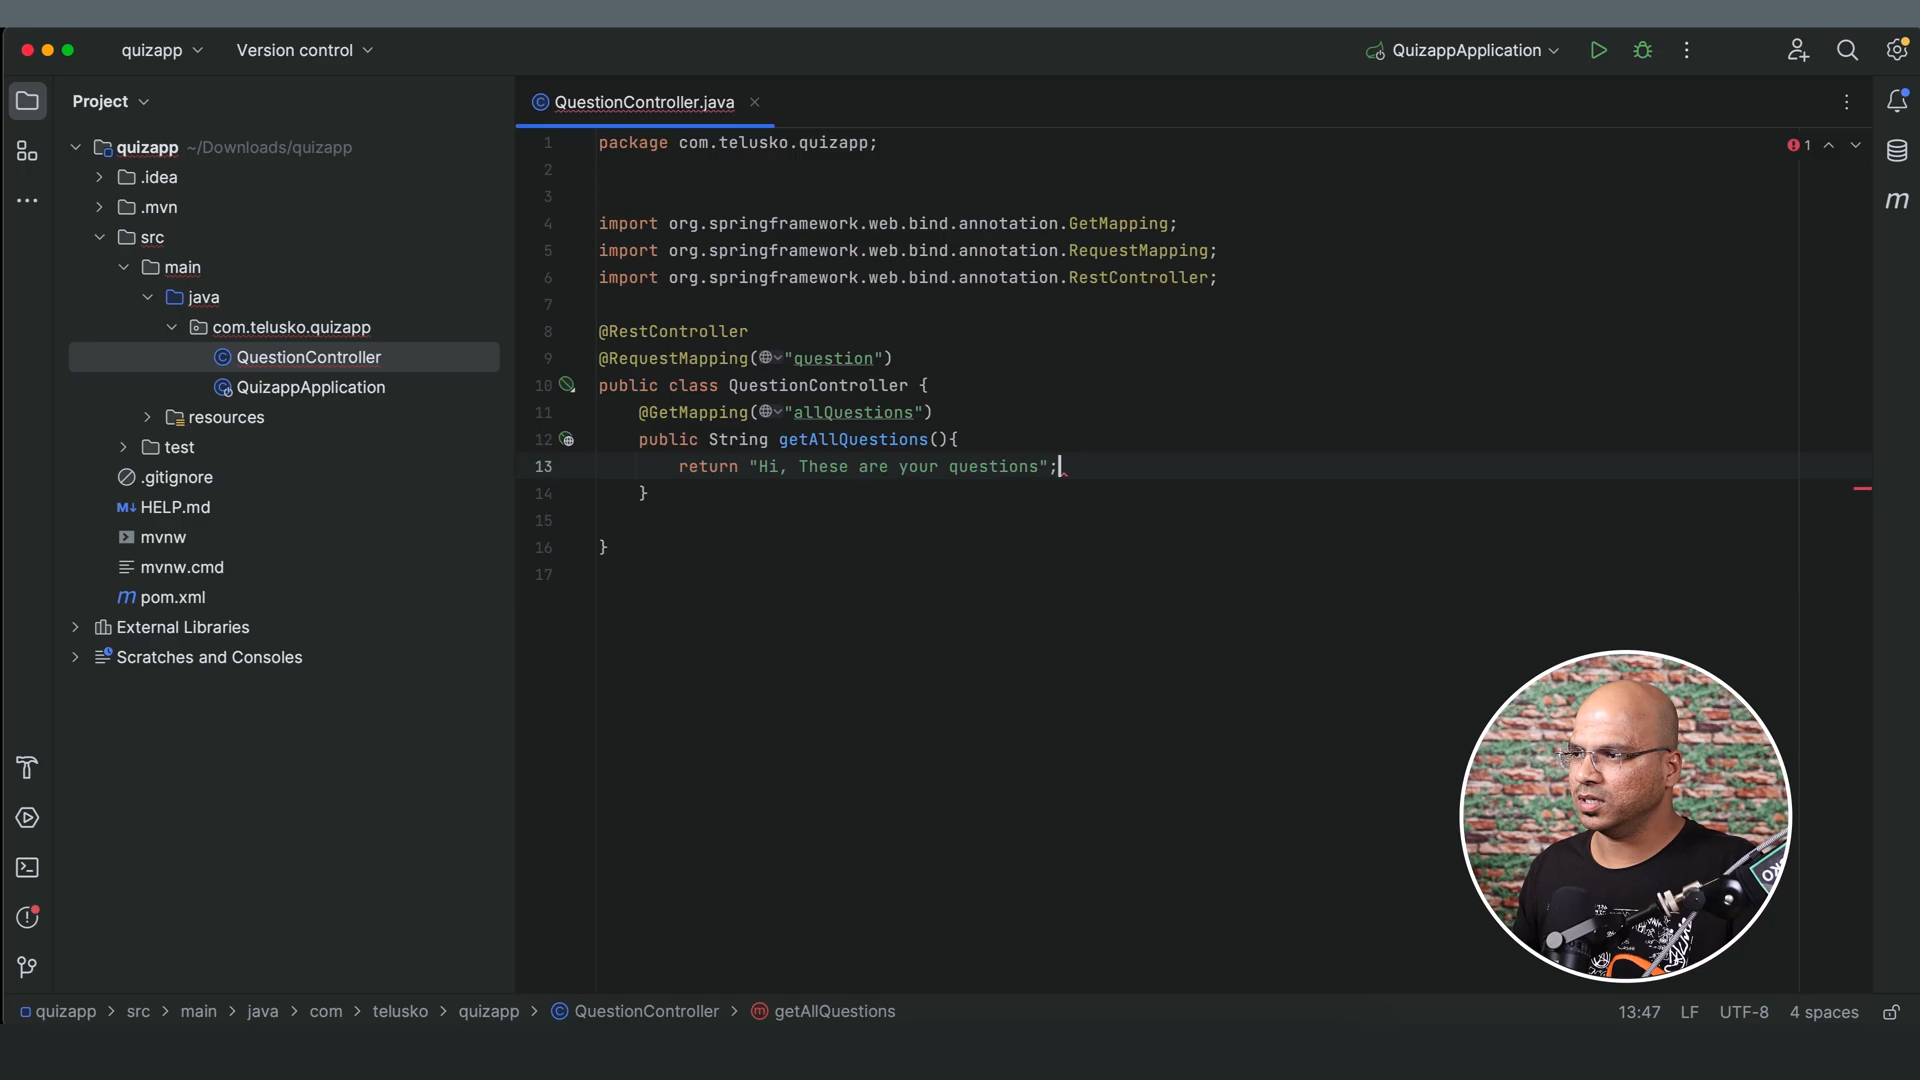 quizapp
Version control
QuizappApplication
Project
QuestionController.java
quizapp ~/Downloads/quizapp
.idea
.mvn
src
main
java
com.telusko.quizapp
QuestionController
QuizappApplication
resources
test
.gitignore
HELP.md
mvnw
mvnw.cmd
pom.xml
External Libraries
Scratches and Consoles
1 package com.telusko.quizapp;
2
3
4 import org.springframework.web.bind.annotation.GetMapping;
5 import org.springframework.web.bind.annotation.RequestMapping;
6 import org.springframework.web.bind.annotation.RestController;
7
8 @RestController
9 @RequestMapping("question")
10 public class QuestionController {
11 @GetMapping("allQuestions")
12 public String getAllQuestions(){
13 return "Hi, These are your questions";
14 }
15
16 }
17
1
quizapp > src > main > java > com > telusko > quizapp > QuestionController > getAllQuestions
13:47 LF UTF-8 4 spaces